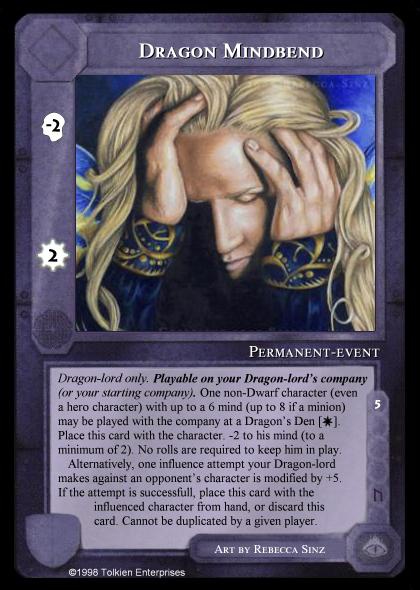 DRAGON MINDBEND
REBECCA SINZ
-2
2
PERMANENT-EVENT
Dragon-lord only. Playable on your Dragon-lord's company
(or your starting company). One non-Dwarf character (even
a hero character) with up to a 6 mind (up to 8 if a minion)
may be played with the company at a Dragon's Den [✷].
Place this card with the character. -2 to his mind (to a
minimum of 2). No rolls are required to keep him in play.
Alternatively, one influence attempt your Dragon-lord
makes against an opponent's character is modified by +5.
If the attempt is successfull, place this card with the
influenced character from hand, or discard this
card. Cannot be duplicated by a given player.
5
ART BY REBECCA SINZ
©1998 Tolkien Enterprises